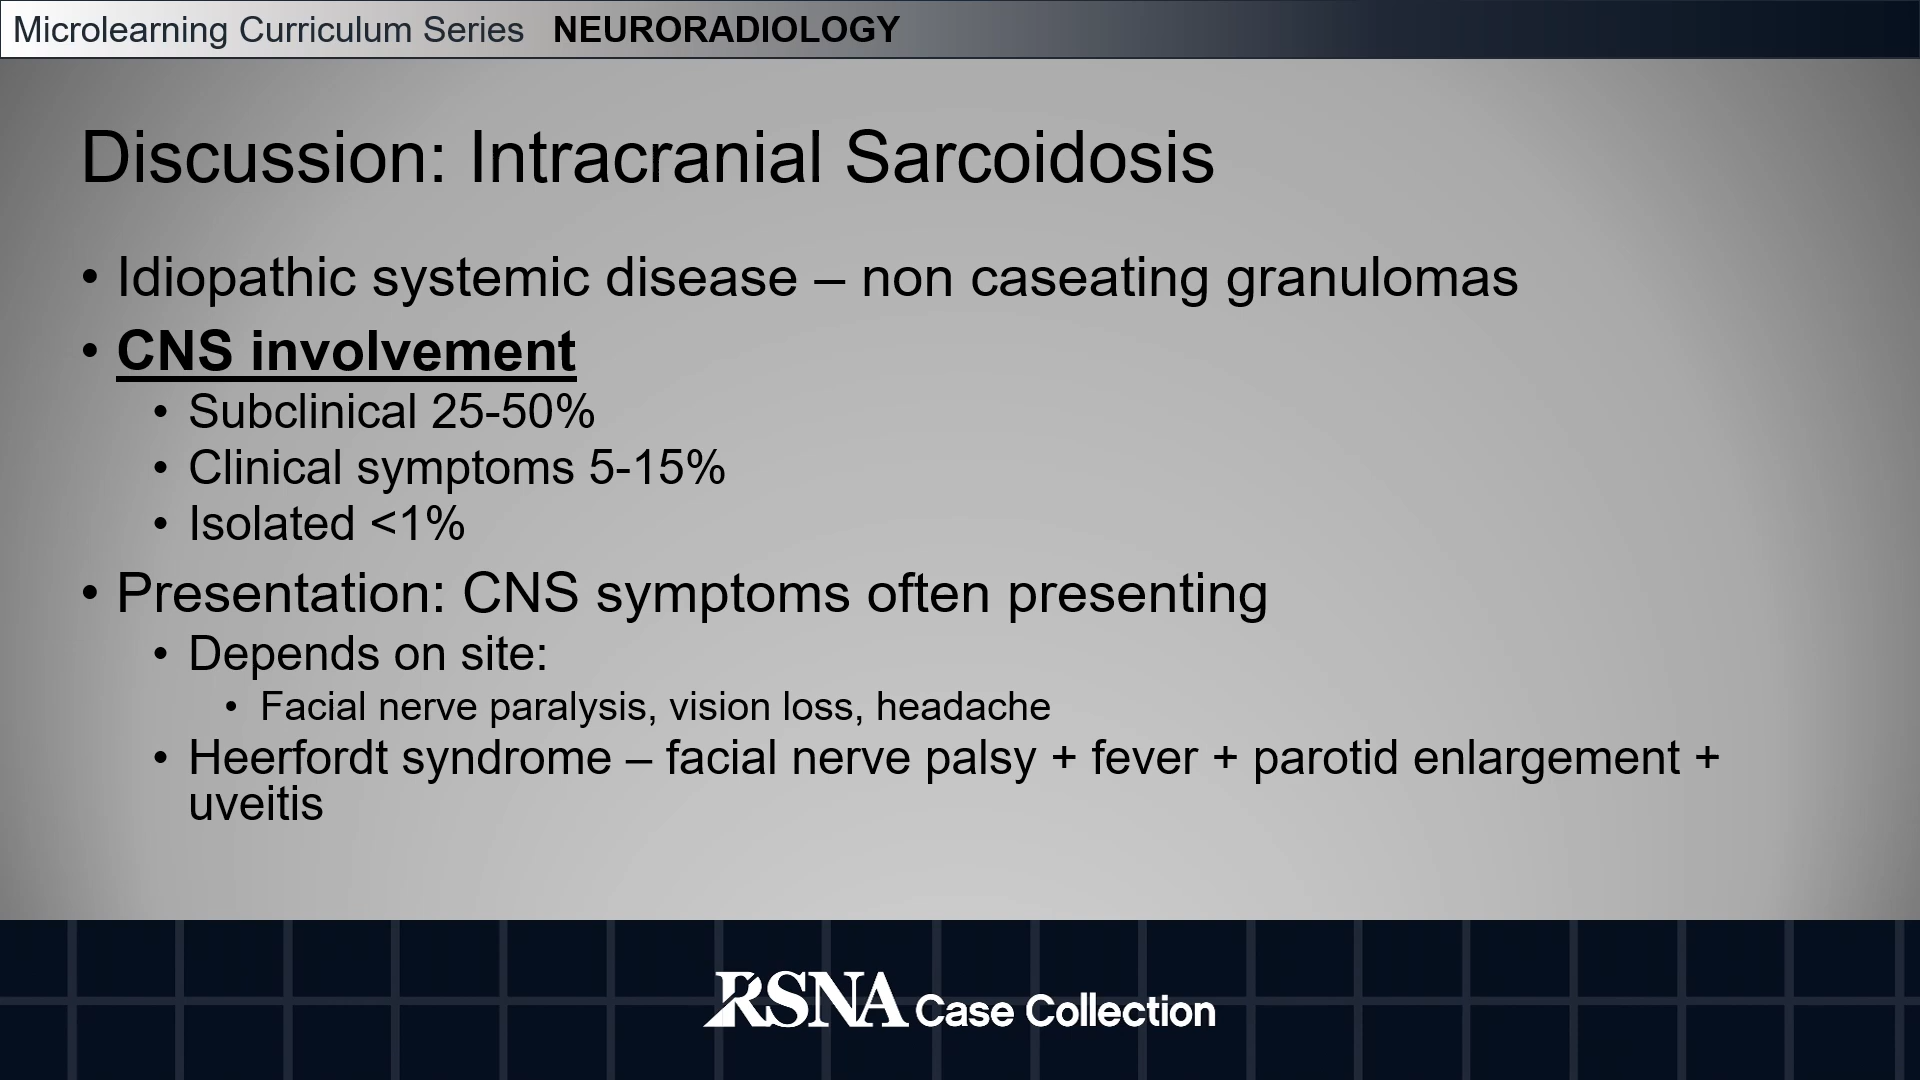 Microlearning Curriculum Series NEURORADIOLOGY
Discussion: Intracranial Sarcoidosis
• Idiopathic systemic disease – non caseating granulomas
• CNS involvement
• Subclinical 25-50%
• Clinical symptoms 5-15%
• Isolated <1%
• Presentation: CNS symptoms often presenting
• Depends on site:
• Facial nerve paralysis, vision loss, headache
• Heerfordt syndrome – facial nerve palsy + fever + parotid enlargement +
uveitis
RSNA Case Collection